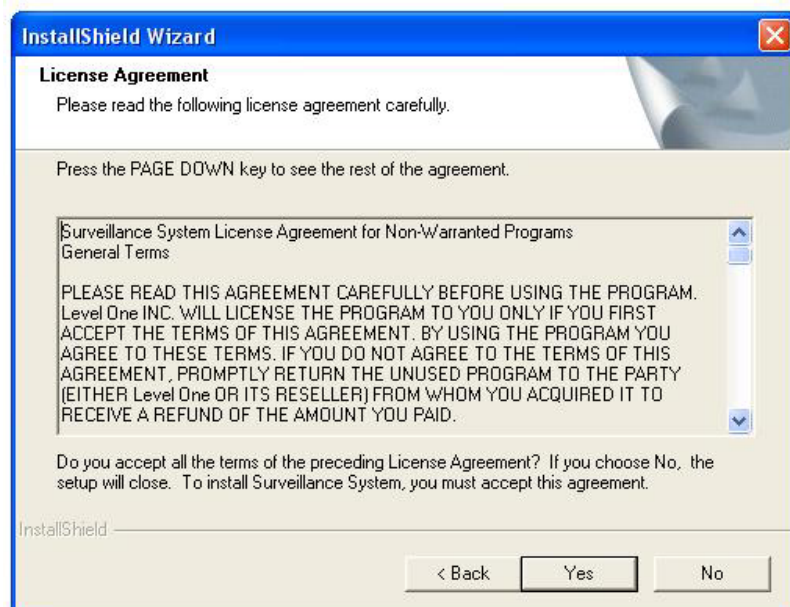 InstallShield Wizard
License Agreement
Please read the following license agreement carefully.
Press the PAGE DOWN key to see the rest of the agreement.
Surveillance System License Agreement for Non-Warranted Programs
General Terms
PLEASE READ THIS AGREEMENT CAREFULLY BEFORE USING THE PROGRAM.
Level One INC. WILL LICENSE THE PROGRAM TO YOU ONLY IF YOU FIRST
ACCEPT THE TERMS OF THIS AGREEMENT. BY USING THE PROGRAM YOU
AGREE TO THESE TERMS. IF YOU DO NOT AGREE TO THE TERMS OF THIS
AGREEMENT, PROMPTLY RETURN THE UNUSED PROGRAM TO THE PARTY
(EITHER Level One OR ITS RESELLER) FROM WHOM YOU ACQUIRED IT TO
RECEIVE A REFUND OF THE AMOUNT YOU PAID.
Do you accept all the terms of the preceding License Agreement? If you choose No, the
setup will close. To install Surveillance System, you must accept this agreement.
InstallShield
< Back
Yes
No